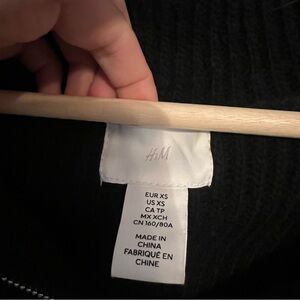 H&M
EUR XS
US XS
CA TP
MX XCH
CN 160/80A
MADE IN
CHINA
FABRIQUÉ EN
CHINE